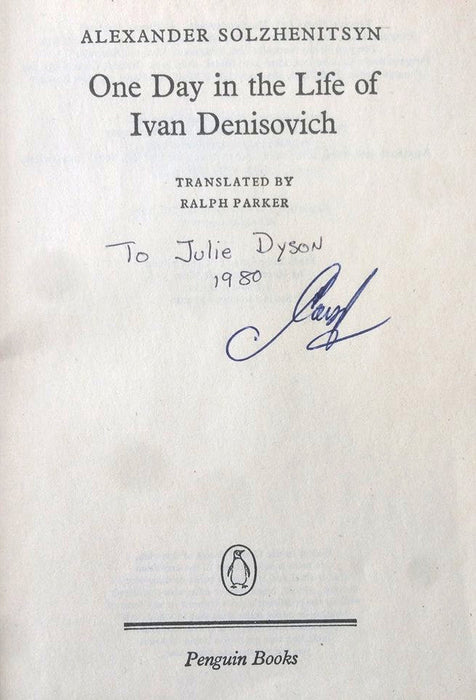 ALEXANDER SOLZHENITSYN
One Day in the Life of
Ivan Denisovich
TRANSLATED BY
RALPH PARKER
To Julie Dyson
1980
Penguin Books